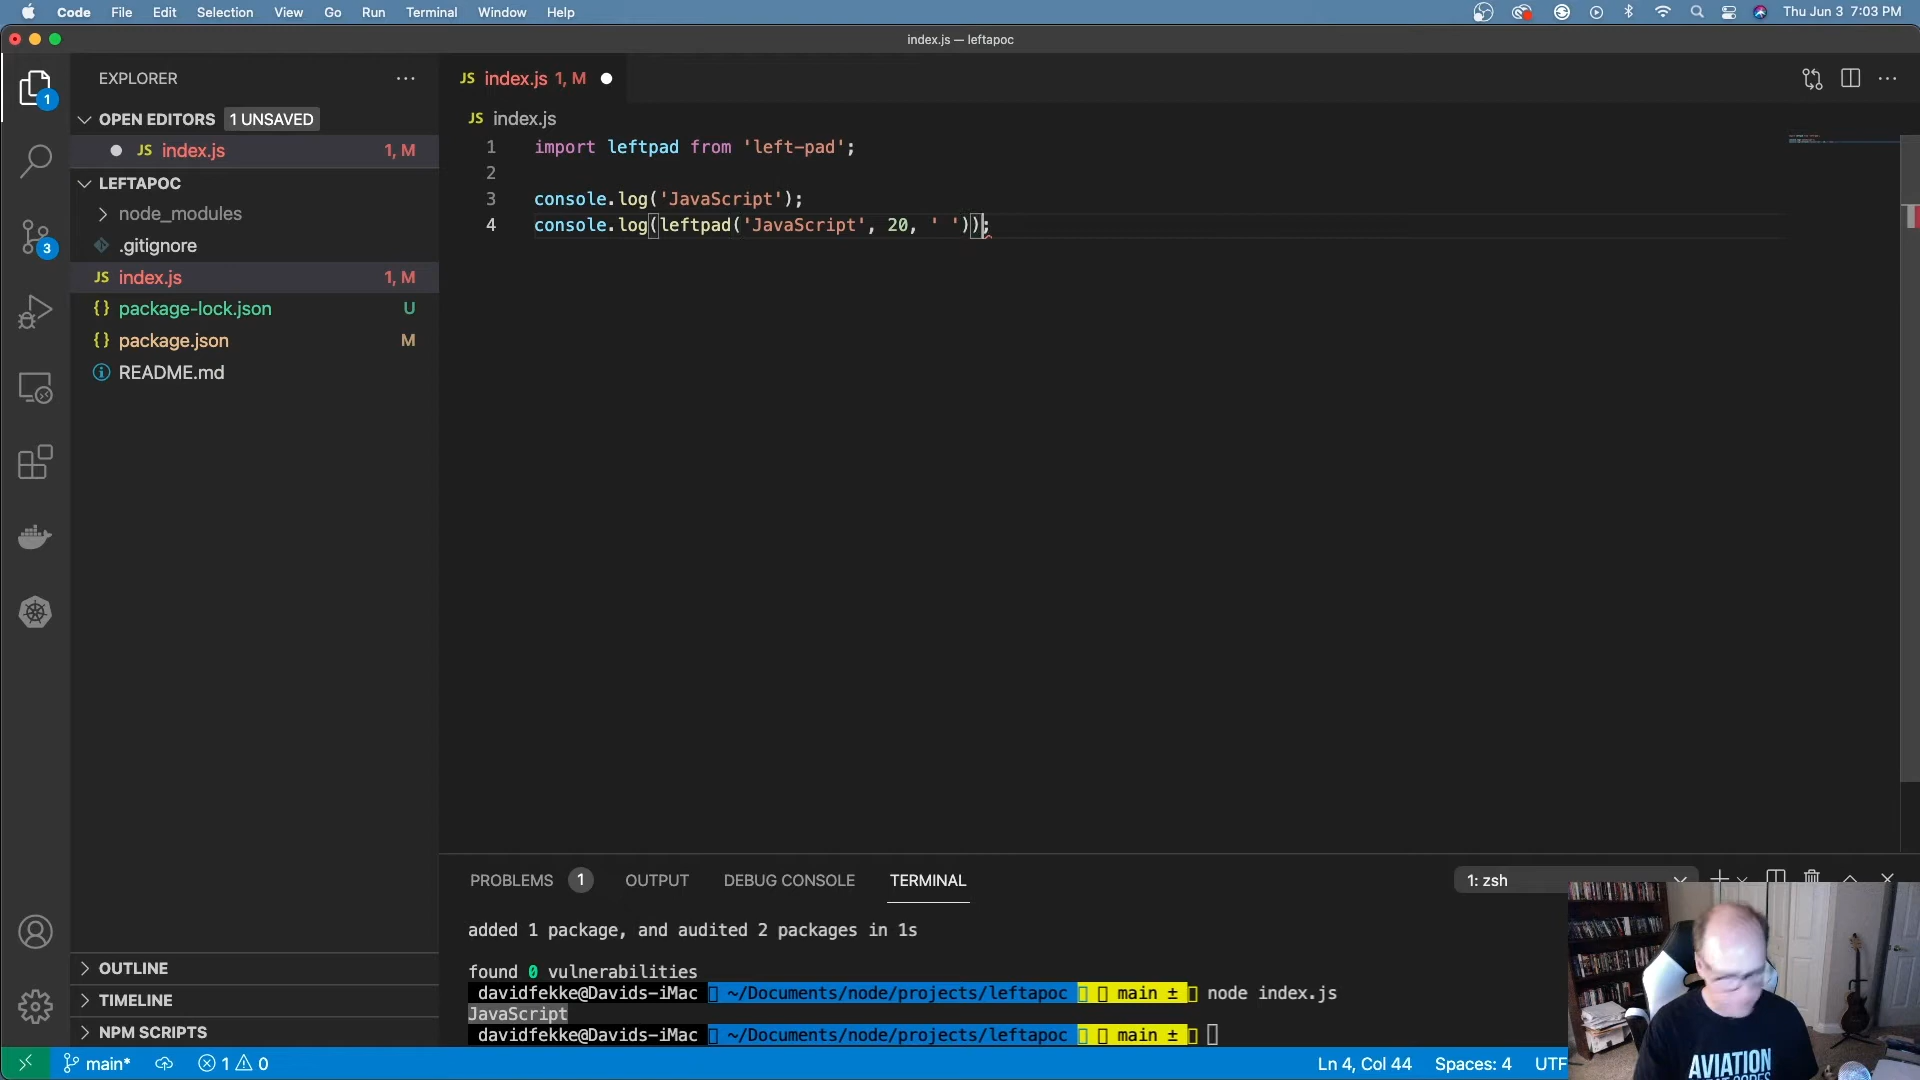 Code File Edit Selection View Go Run Terminal Window Help Thu Jun 3 7:03 PM
index.js — leftapoc
EXPLORER
JS index.js 1, M
OPEN EDITORS 1 UNSAVED
JS index.js
JS index.js 1, M
LEFTAPOC
node_modules
.gitignore
JS index.js 1, M
{} package-lock.json U
{} package.json M
README.md
1 import leftpad from 'left-pad';
2
3 console.log('JavaScript');
4 console.log(leftpad('JavaScript', 20, ' '));
1
3
OUTLINE
TIMELINE
NPM SCRIPTS
PROBLEMS 1 OUTPUT DEBUG CONSOLE TERMINAL 1: zsh
added 1 package, and audited 2 packages in 1s
found 0 vulnerabilities
davidfekke@Davids-iMac ~/Documents/node/projects/leftapoc main ± node index.js
JavaScript
davidfekke@Davids-iMac ~/Documents/node/projects/leftapoc main ±
main* 1 0 Ln 4, Col 44 Spaces: 4 UTF
AVIATION